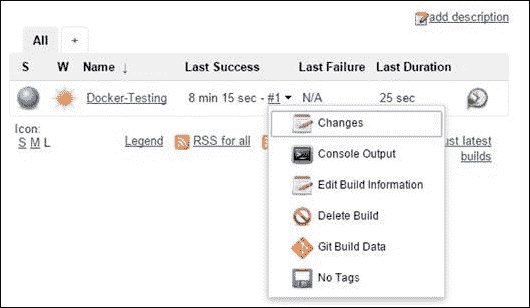 add description
All +
S W Name ↓ Last Success Last Failure Last Duration
Docker-Testing 8 min 15 sec - #1 N/A 25 sec
Icon:
S M L
Legend RSS for all just latest
builds
Changes
Console Output
Edit Build Information
Delete Build
Git Build Data
No Tags